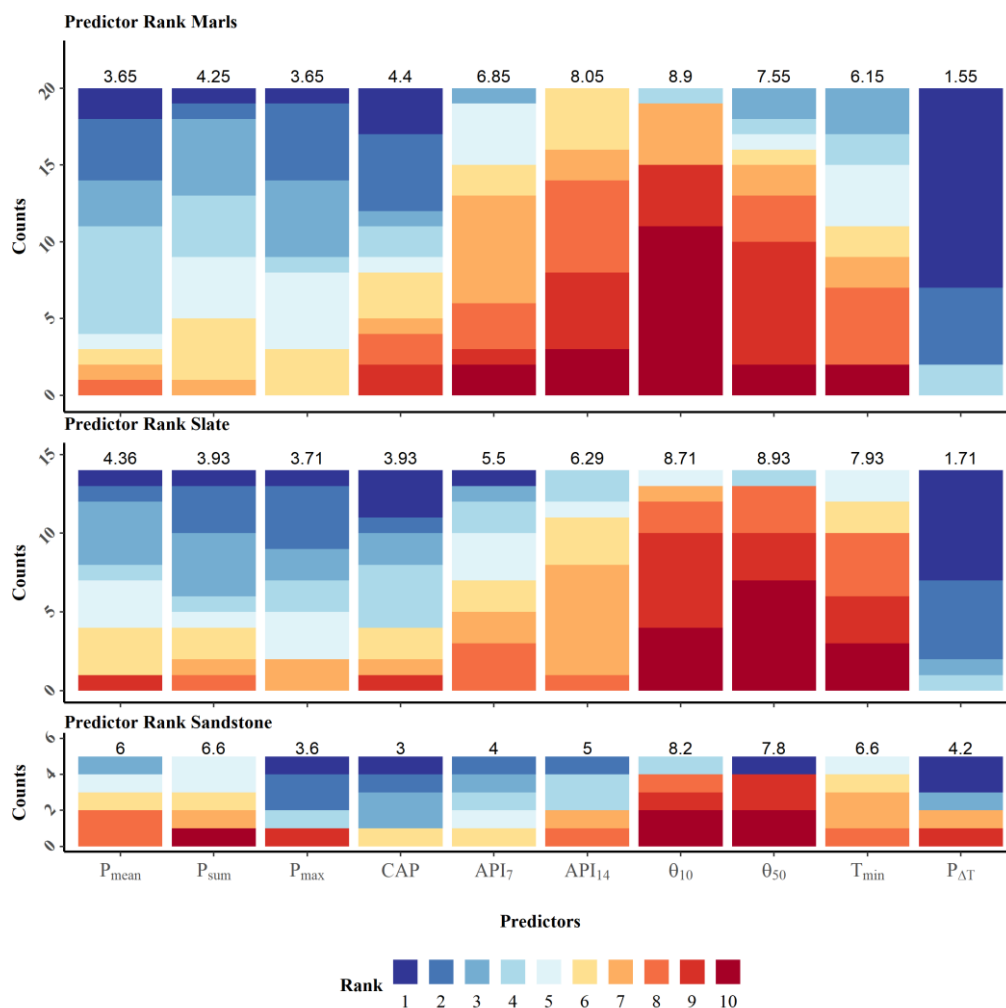 Predictor Rank Marls
3.65 4.25 3.65 4.4 6.85 8.05 8.9 7.55 6.15 1.55
20
15
10
5
0
Counts
Predictor Rank Slate
4.36 3.93 3.71 3.93 5.5 6.29 8.71 8.93 7.93 1.71
15
10
5
0
Counts
Predictor Rank Sandstone
6 6.6 3.6 3 4 5 8.2 7.8 6.6 4.2
6
4
2
0
Counts
P_mean P_sum P_max CAP API₇ API₁₄ θ₁₀ θ₅₀ T_min P_ΔT
Predictors
Rank
1 2 3 4 5 6 7 8 9 10